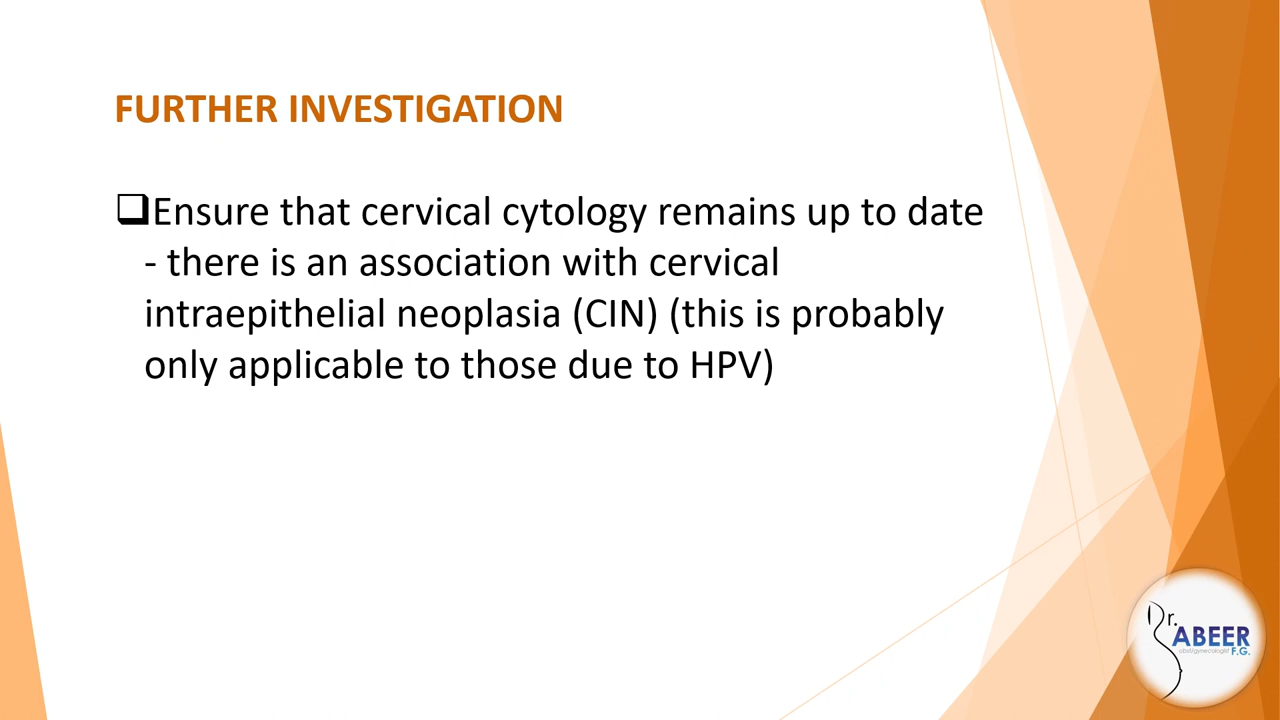 FURTHER INVESTIGATION
❑Ensure that cervical cytology remains up to date
- there is an association with cervical
intraepithelial neoplasia (CIN) (this is probably
only applicable to those due to HPV)
Dr.
ABEER
obst/gynecologist F.G.